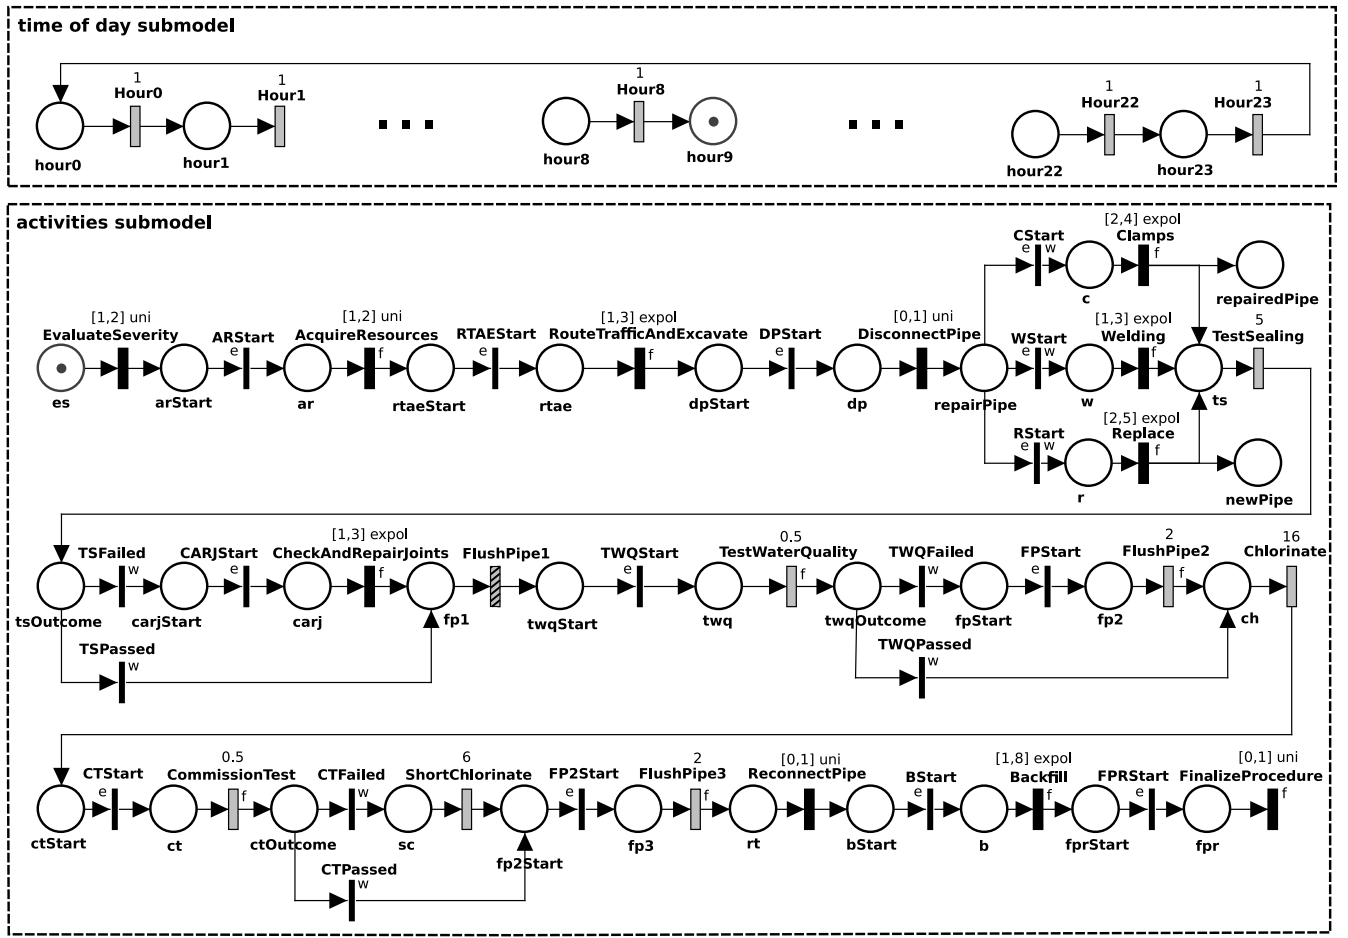 time of day submodel
1
Hour0
1
Hour1
1
Hour8
1
Hour22
1
Hour23
hour0
hour1
hour8
hour9
hour22
hour23
activities submodel
[2,4] expol
CStart
Clamps
e
w
f
c
repairedPipe
[1,2] uni
EvaluateSeverity
ARStart
e
[1,2] uni
AcquireResources
f
RTAEStart
e
[1,3] expol
RouteTrafficAndExcavate
f
DPStart
e
[0,1] uni
DisconnectPipe
WStart
e
w
[1,3] expol
Welding
f
5
TestSealing
es
arStart
ar
rtaeStart
rtae
dpStart
dp
repairPipe
w
ts
RStart
e
w
[2,5] expol
Replace
f
r
newPipe
TSFailed
w
CARJStart
e
[1,3] expol
CheckAndRepairJoints
f
FlushPipe1
TWQStart
e
0.5
TestWaterQuality
f
TWQFailed
w
FPStart
e
2
FlushPipe2
f
16
Chlorinate
tsOutcome
carjStart
carj
fp1
twqStart
twq
twqOutcome
fpStart
fp2
ch
TSPassed
w
TWQPassed
w
CTStart
e
0.5
CommissionTest
f
CTFailed
w
6
ShortChlorinate
FP2Start
e
2
FlushPipe3
f
[0,1] uni
ReconnectPipe
BStart
e
[1,8] expol
Backfill
f
FPRStart
e
[0,1] uni
FinalizeProcedure
f
ctStart
ct
ctOutcome
sc
fp2Start
fp3
rt
bStart
b
fprStart
fpr
CTPassed
w